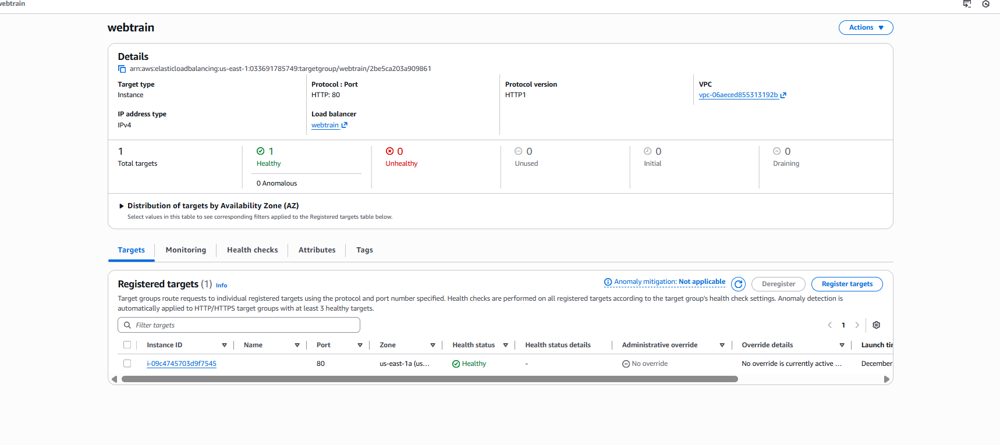 webtrain
webtrain
Actions
Details
arn:aws:elasticloadbalancing:us-east-1:033691785749:targetgroup/webtrain/2be5ca203a909861
Target type
Instance
Protocol : Port
HTTP: 80
Protocol version
HTTP1
VPC
vpc-06aeced855313192b
IP address type
IPv4
Load balancer
webtrain
1
Total targets
1
Healthy
0 Anomalous
0
Unhealthy
0
Unused
0
Initial
0
Draining
Distribution of targets by Availability Zone (AZ)
Select values in this table to see corresponding filters applied to the Registered targets table below.
Targets
Monitoring
Health checks
Attributes
Tags
Registered targets (1) Info
Anomaly mitigation: Not applicable
Deregister
Register targets
Target groups route requests to individual registered targets using the protocol and port number specified. Health checks are performed on all registered targets according to the target group's health check settings. Anomaly detection is
automatically applied to HTTP/HTTPS target groups with at least 3 healthy targets.
Filter targets
1
Instance ID Name Port Zone Health status Health status details Administrative override Override details Launch tir
i-09c4745703d9f7545 80 us-east-1a (us... Healthy - No override No override is currently active ... December